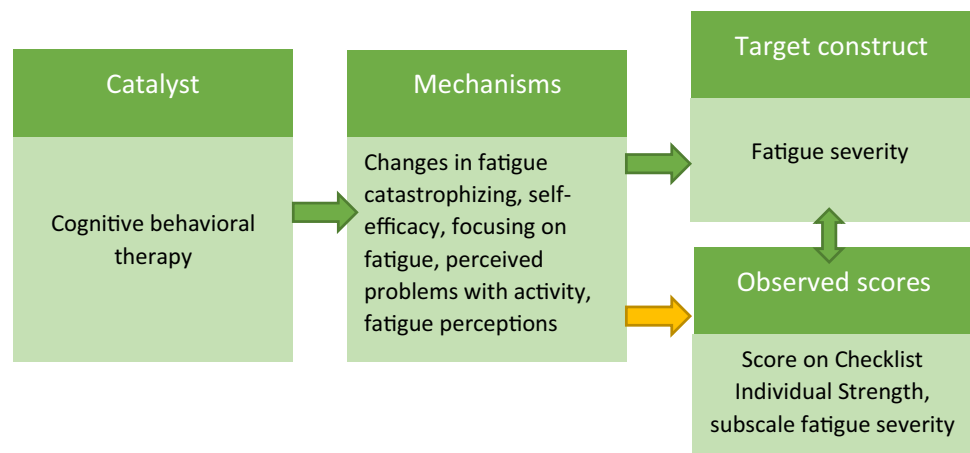 Catalyst
Cognitive behavioral
therapy
Mechanisms
Changes in fatigue
catastrophizing, self-
efficacy, focusing on
fatigue, perceived
problems with activity,
fatigue perceptions
Target construct
Fatigue severity
Observed scores
Score on Checklist
Individual Strength,
subscale fatigue severity